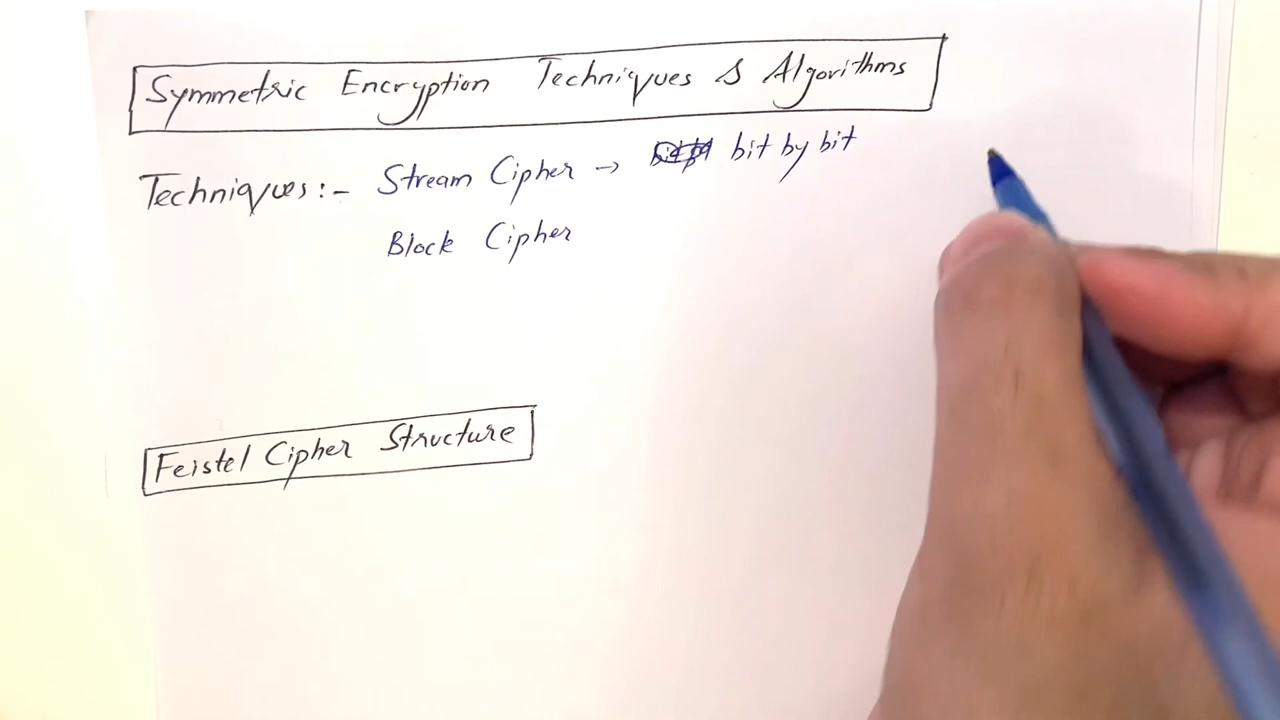 Symmetric Encryption Techniques & Algorithms
Techniques:- Stream Cipher → bit by bit
Block Cipher
Feistel Cipher Structure